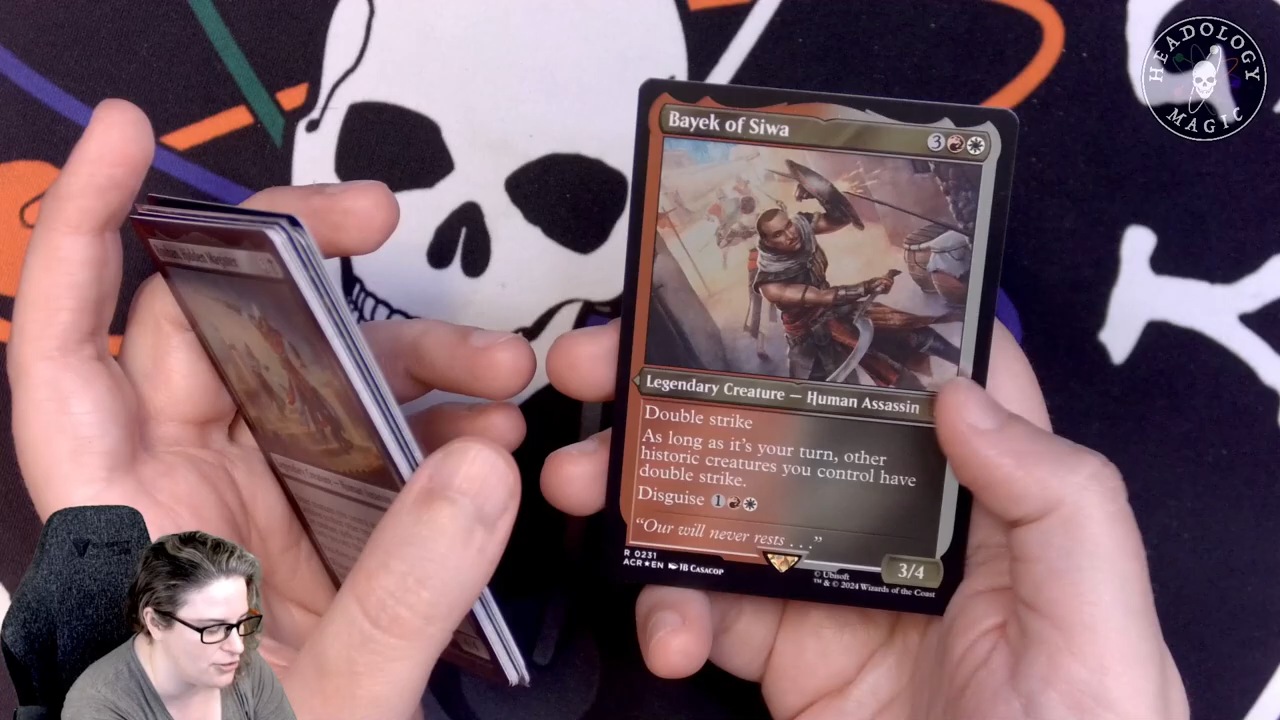 HEADOLOGY
MAGIC
Bayek of Siwa
3
Legendary Creature — Human Assassin
Double strike
As long as it's your turn, other
historic creatures you control have
double strike.
Disguise 1
"Our will never rests . . ."
R 0231
ACR★EN JB Casacop
© Ubisoft
™ & © 2024 Wizards of the Coast
3/4